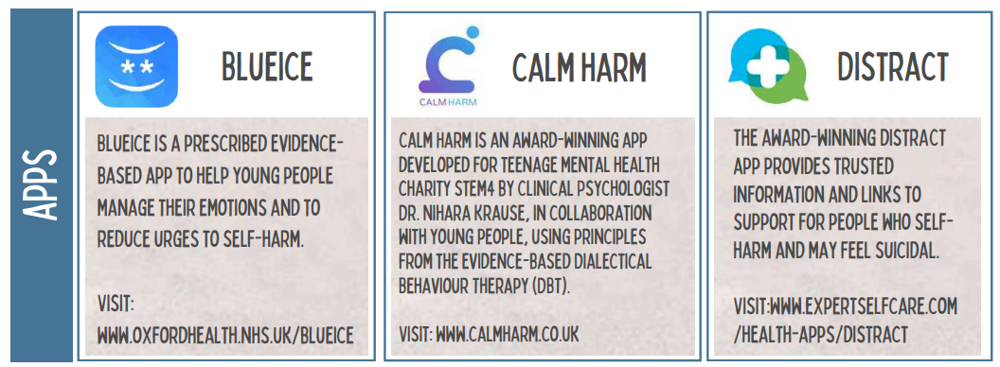 APPS
BLUEICE
BLUEICE IS A PRESCRIBED EVIDENCE-
BASED APP TO HELP YOUNG PEOPLE
MANAGE THEIR EMOTIONS AND TO
REDUCE URGES TO SELF-HARM.
VISIT:
WWW.OXFORDHEALTH.NHS.UK/BLUEICE
CALM HARM
CALM HARM
CALM HARM IS AN AWARD-WINNING APP
DEVELOPED FOR TEENAGE MENTAL HEALTH
CHARITY STEM4 BY CLINICAL PSYCHOLOGIST
DR. NIHARA KRAUSE, IN COLLABORATION
WITH YOUNG PEOPLE, USING PRINCIPLES
FROM THE EVIDENCE-BASED DIALECTICAL
BEHAVIOUR THERAPY (DBT).
VISIT: WWW.CALMHARM.CO.UK
DISTRACT
THE AWARD-WINNING DISTRACT
APP PROVIDES TRUSTED
INFORMATION AND LINKS TO
SUPPORT FOR PEOPLE WHO SELF-
HARM AND MAY FEEL SUICIDAL.
VISIT:WWW.EXPERTSELFCARE.COM
/HEALTH-APPS/DISTRACT